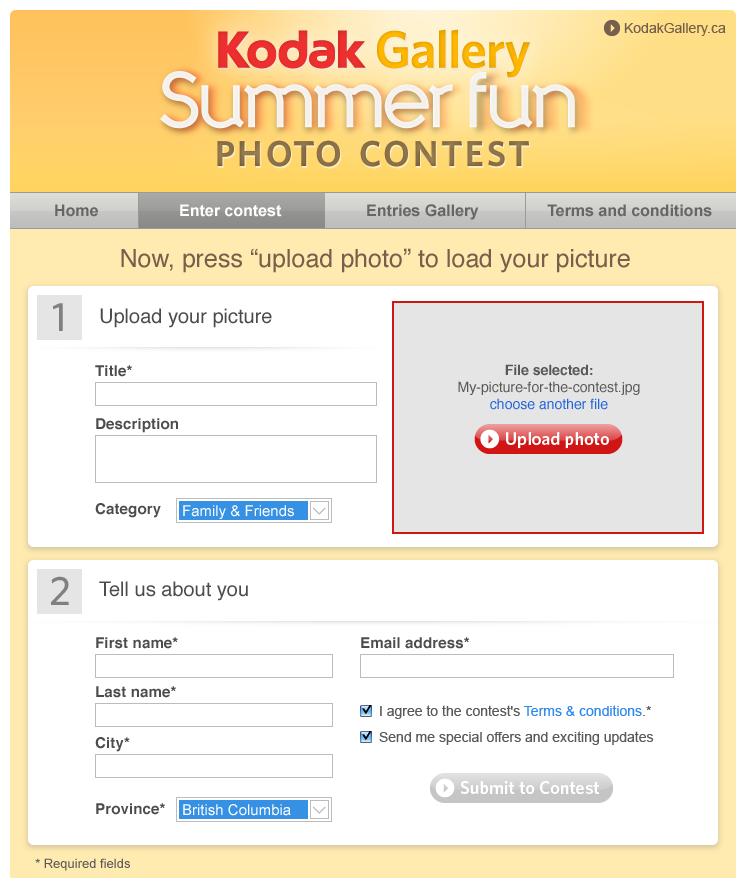 KodakGallery.ca
Kodak Gallery
Summer fun
PHOTO CONTEST
Home
Enter contest
Entries Gallery
Terms and conditions
Now, press “upload photo” to load your picture
1
Upload your picture
Title*
Description
Category
Family & Friends
File selected:
My-picture-for-the-contest.jpg
choose another file
Upload photo
2
Tell us about you
First name*
Last name*
City*
Province*
British Columbia
Email address*
I agree to the contest's Terms & conditions.*
Send me special offers and exciting updates
Submit to Contest
* Required fields